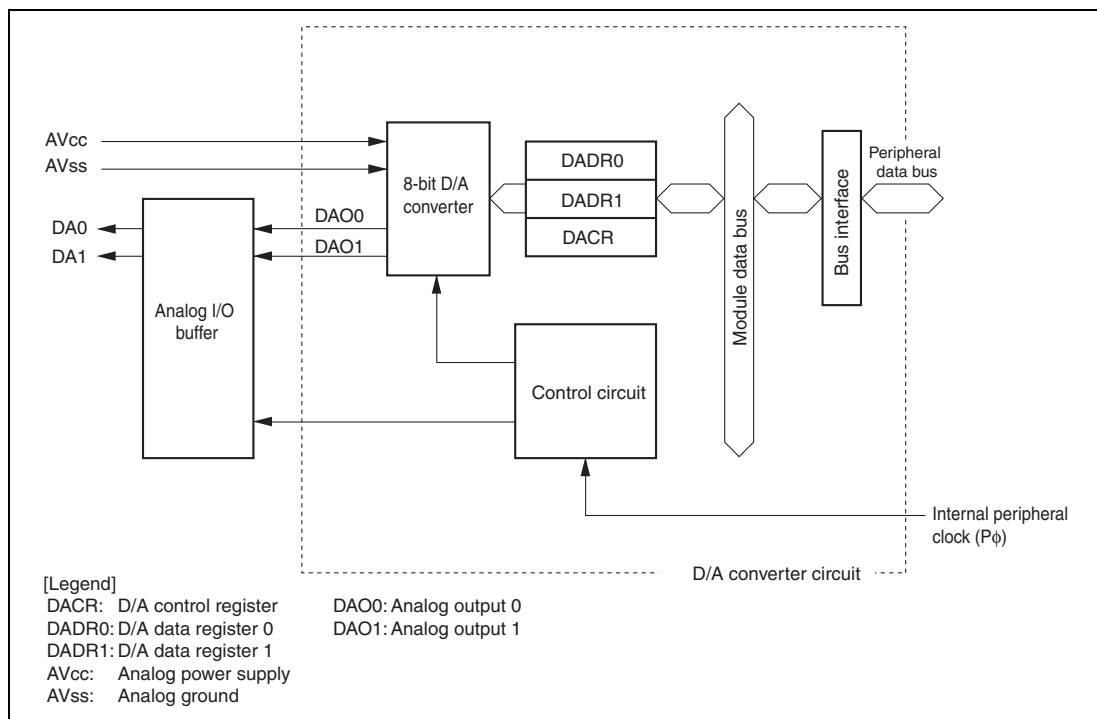 AVcc
AVss
DA0
DA1
Analog I/O
buffer
DAO0
DAO1
8-bit D/A
converter
DADR0
DADR1
DACR
Control circuit
Module data bus
Bus interface
Peripheral
data bus
Internal peripheral
clock (Pϕ)
D/A converter circuit
[Legend]
DACR: D/A control register
DADR0: D/A data register 0
DADR1: D/A data register 1
AVcc: Analog power supply
AVss: Analog ground
DAO0: Analog output 0
DAO1: Analog output 1